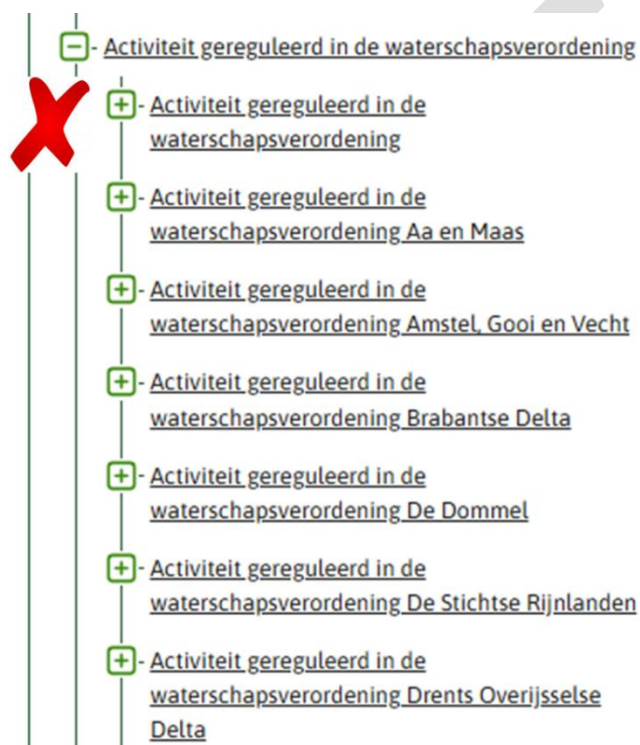 Activiteit gereguleerd in de waterschapsverordening
Activiteit gereguleerd in de
waterschapsverordening
Activiteit gereguleerd in de
waterschapsverordening Aa en Maas
Activiteit gereguleerd in de
waterschapsverordening Amstel, Gooi en Vecht
Activiteit gereguleerd in de
waterschapsverordening Brabantse Delta
Activiteit gereguleerd in de
waterschapsverordening De Dommel
Activiteit gereguleerd in de
waterschapsverordening De Stichtse Rijnlanden
Activiteit gereguleerd in de
waterschapsverordening Drents Overijsselse
Delta